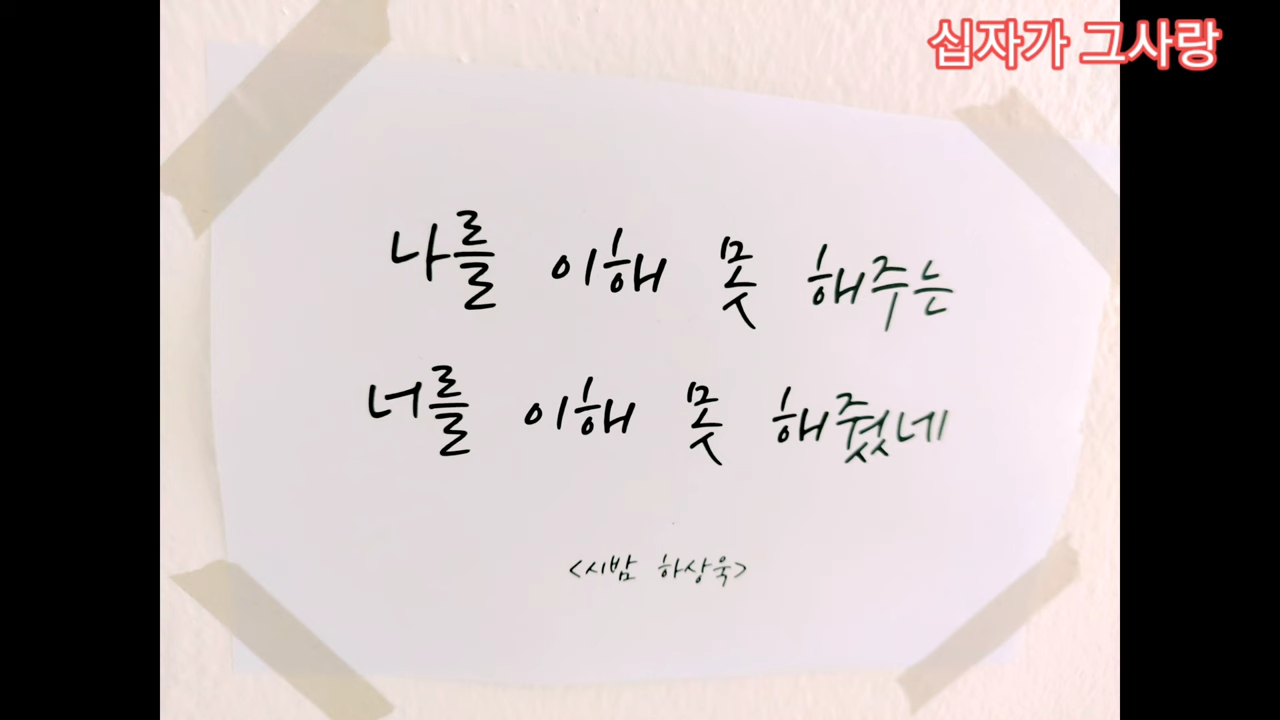 십자가 그사랑
나를 이해 못 해주는
너를 이해 못 해줬네
<시밤 하상욱>